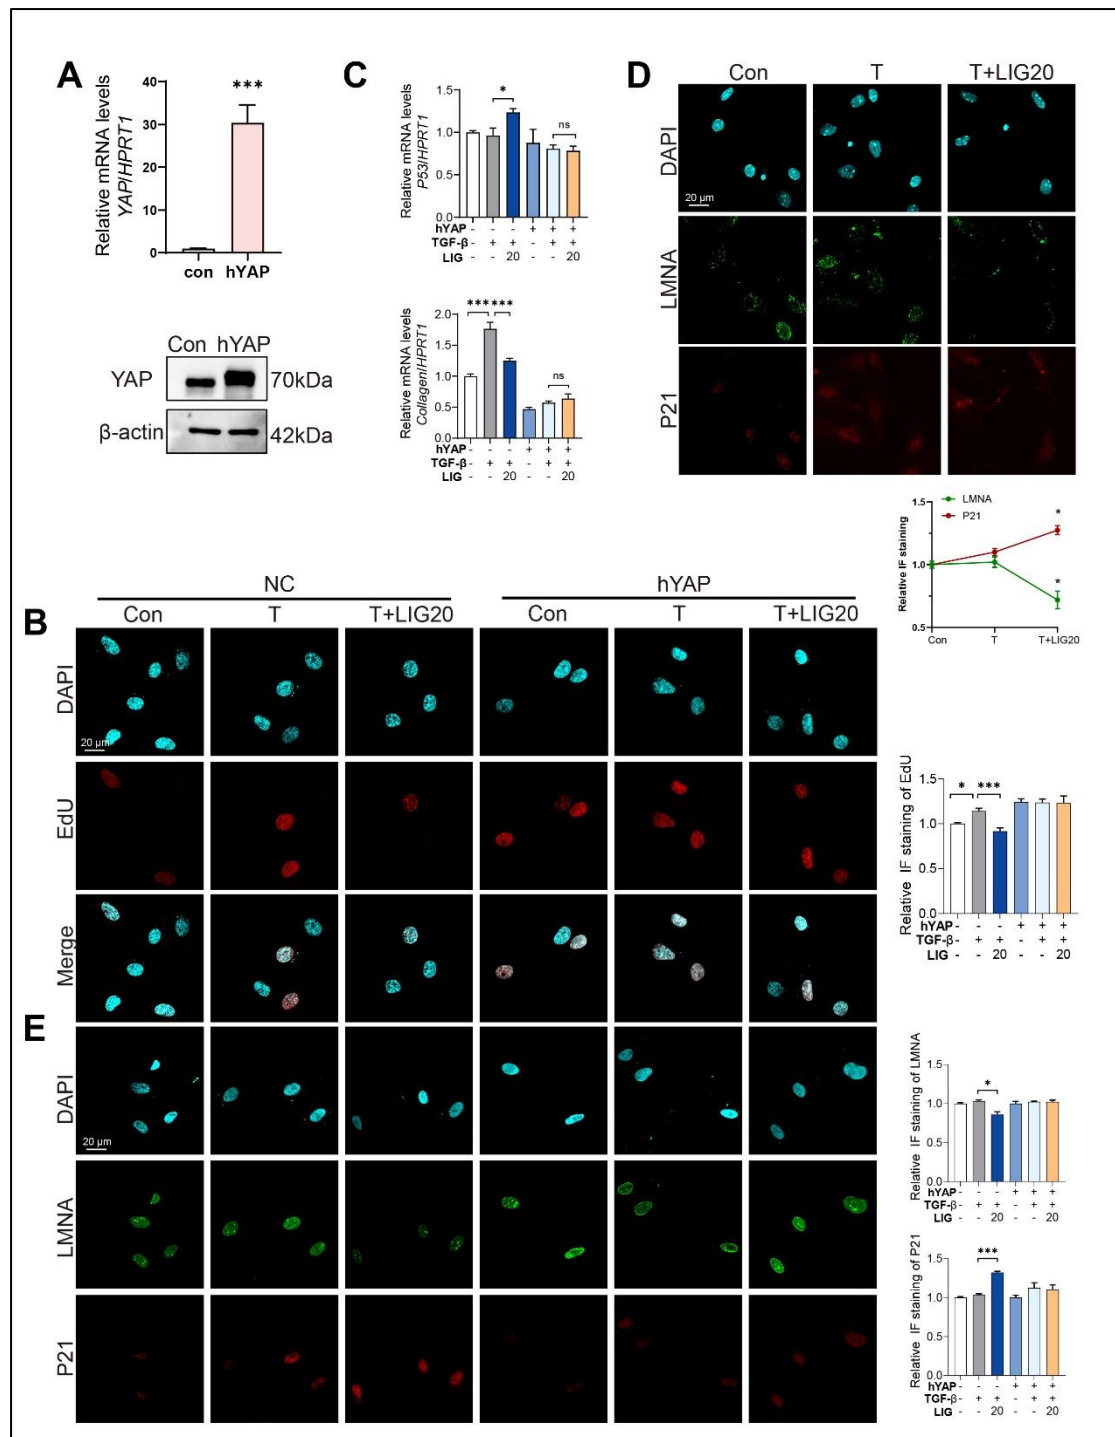 A
Relative mRNA levels
YAP/HPRT1
40
30
20
10
0
***
con hYAP
Con hYAP
YAP 70kDa
β-actin 42kDa
C
Relative mRNA levels
P53/HPRT1
1.5
1.0
0.5
0.0
*
ns
hYAP - - - + + +
TGF-β - + + - + +
LIG - - 20 - - 20
Relative mRNA levels
Collagen/HPRT1
2.0
1.5
1.0
0.5
0.0
*** ***
ns
hYAP - - - + + +
TGF-β - + + - + +
LIG - - 20 - - 20
D
Con T T+LIG20
DAPI
20 μm
LMNA
P21
Relative IF staining
1.5
1.0
0.5
LMNA
P21
*
*
Con T T+LIG20
B
NC hYAP
Con T T+LIG20 Con T T+LIG20
DAPI
20 μm
EdU
Merge
Relative IF staining of EdU
1.5
1.0
0.5
0.0
* ***
hYAP - - - + + +
TGF-β - + + - + +
LIG - - 20 - - 20
E
DAPI
20 μm
LMNA
P21
Relative IF staining of LMNA
1.5
1.0
0.5
0.0
*
hYAP - - - + + +
TGF-β - + + - + +
LIG - - 20 - - 20
Relative IF staining of P21
1.5
1.0
0.5
0.0
***
hYAP - - - + + +
TGF-β - + + - + +
LIG - - 20 - - 20